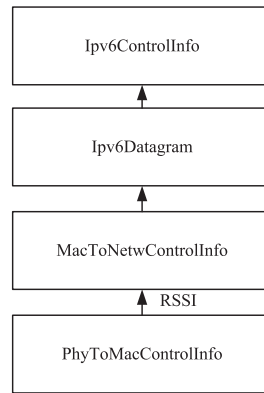 Ipv6ControlInfo
Ipv6Datagram
MacToNetwControlInfo
RSSI
PhyToMacControlInfo